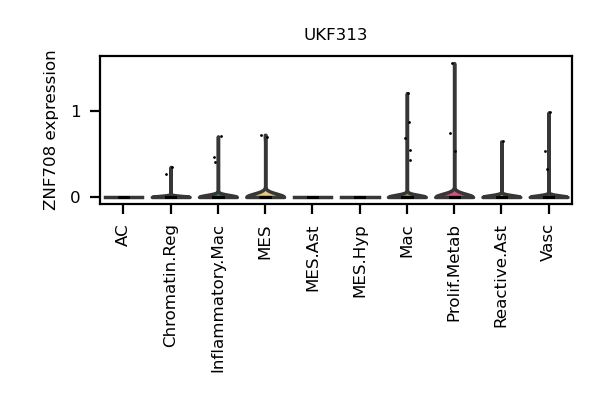 UKF313
ZNF708 expression
1
0
AC
Chromatin.Reg
Inflammatory.Mac
MES
MES.Ast
MES.Hyp
Mac
Prolif.Metab
Reactive.Ast
Vasc